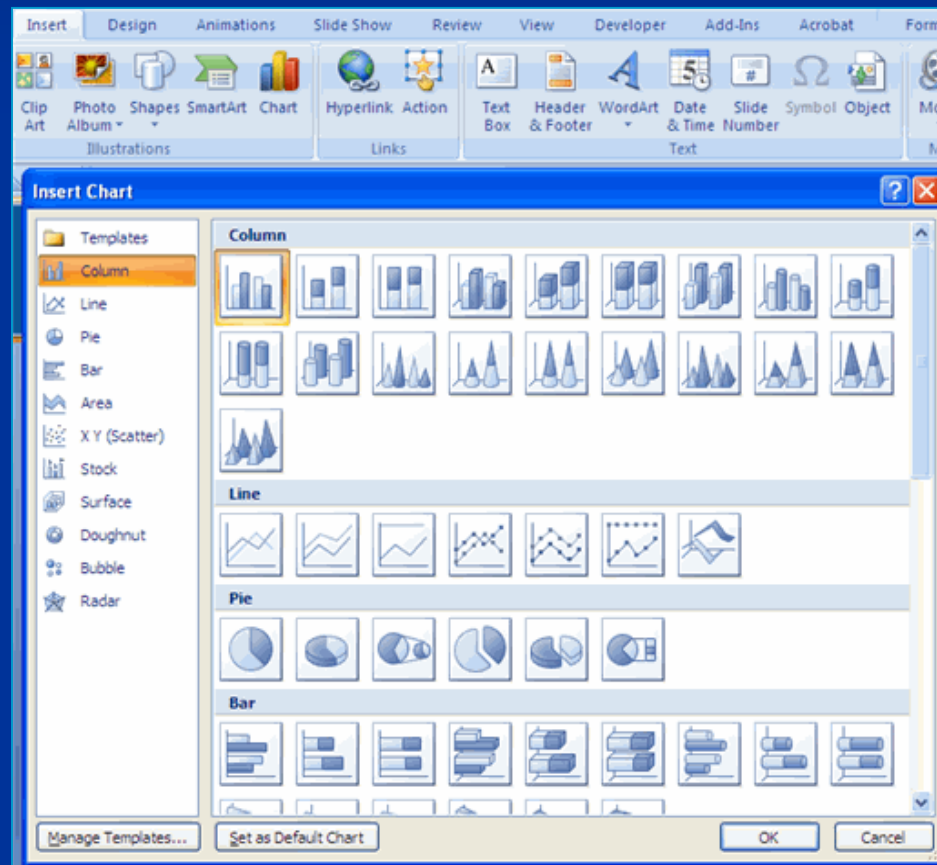 Insert Design Animations Slide Show Review View Developer Add-Ins Acrobat Form
Clip Art
Photo Album
Shapes
SmartArt
Chart
Hyperlink
Action
A
Text Box
Header & Footer
A
WordArt
5
Date & Time
#
Slide Number
Ω
Symbol
Object
Mo
Illustrations Links Text
Insert Chart ?
Templates
Column
Line
Pie
Bar
Area
X Y (Scatter)
Stock
Surface
Doughnut
Bubble
Radar
Column
Line
Pie
Bar
Manage Templates... Set as Default Chart OK Cancel